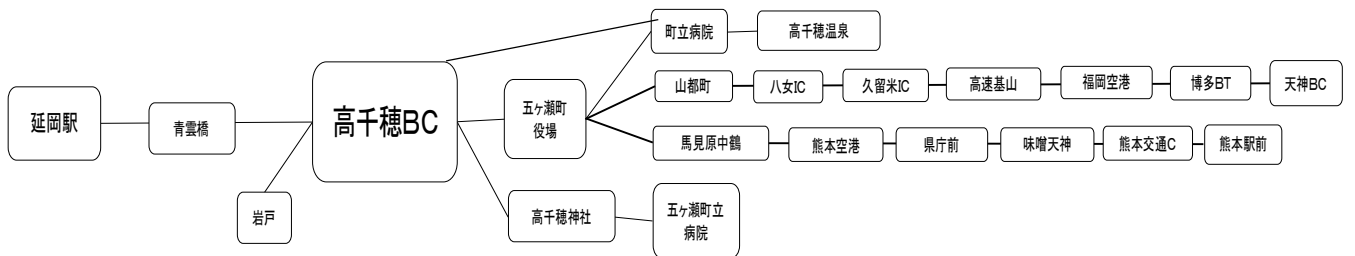 町立病院
高千穂温泉
延岡駅
青雲橋
高千穂BC
五ヶ瀬町
役場
山都町
八女IC
久留米IC
高速基山
福岡空港
博多BT
天神BC
馬見原中鶴
熊本空港
県庁前
味噌天神
熊本交通C
熊本駅前
岩戸
高千穂神社
五ヶ瀬町立
病院